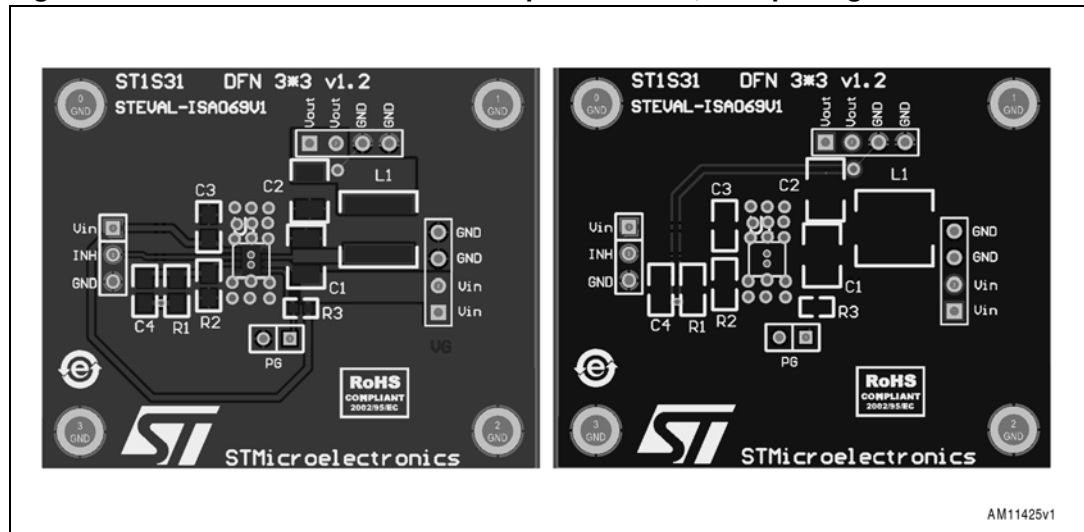 ST1S31 DFN 3*3 v1.2
STEVAL-ISA069V1
0
GND
1
GND
Vout
Vout
GND
GND
C3
C2
L1
Vin
INH
GND
GND
GND
Vin
Vin
C4
R1
R2
C1
R3
PG
VG
RoHS
COMPLIANT
2002/95/EC
e
3
GND
2
GND
ST
STMicroelectronics
ST1S31 DFN 3*3 v1.2
STEVAL-ISA069V1
0
GND
1
GND
Vout
Vout
GND
GND
C3
C2
L1
Vin
INH
GND
GND
GND
Vin
Vin
C4
R1
R2
C1
R3
PG
RoHS
COMPLIANT
2002/95/EC
e
3
GND
2
GND
ST
STMicroelectronics
AM11425v1